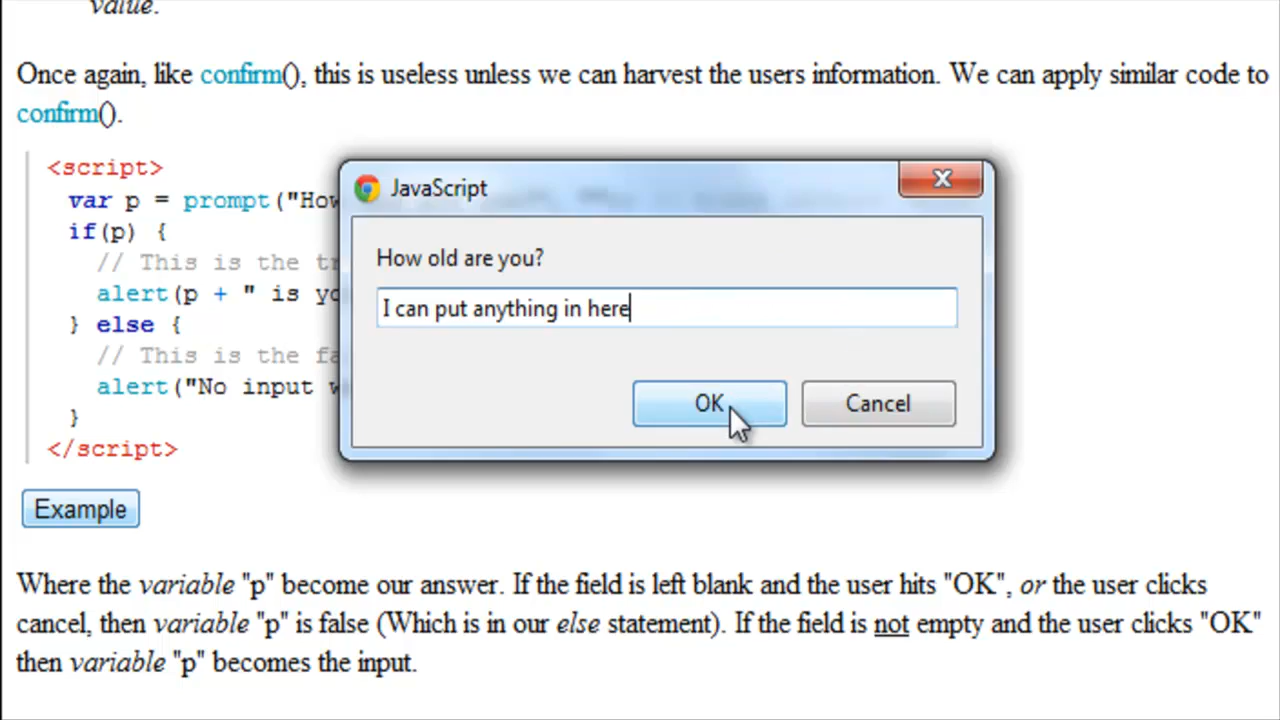 value.
Once again, like confirm(), this is useless unless we can harvest the users information. We can apply similar code to
confirm().
<script>
var p = prompt("How
if(p) {
// This is the tr
alert(p + " is yo
} else {
// This is the fa
alert("No input w
}
</script>
JavaScript
How old are you?
I can put anything in here
OK
Cancel
Example
Where the variable "p" become our answer. If the field is left blank and the user hits "OK", or the user clicks
cancel, then variable "p" is false (Which is in our else statement). If the field is not empty and the user clicks "OK"
then variable "p" becomes the input.